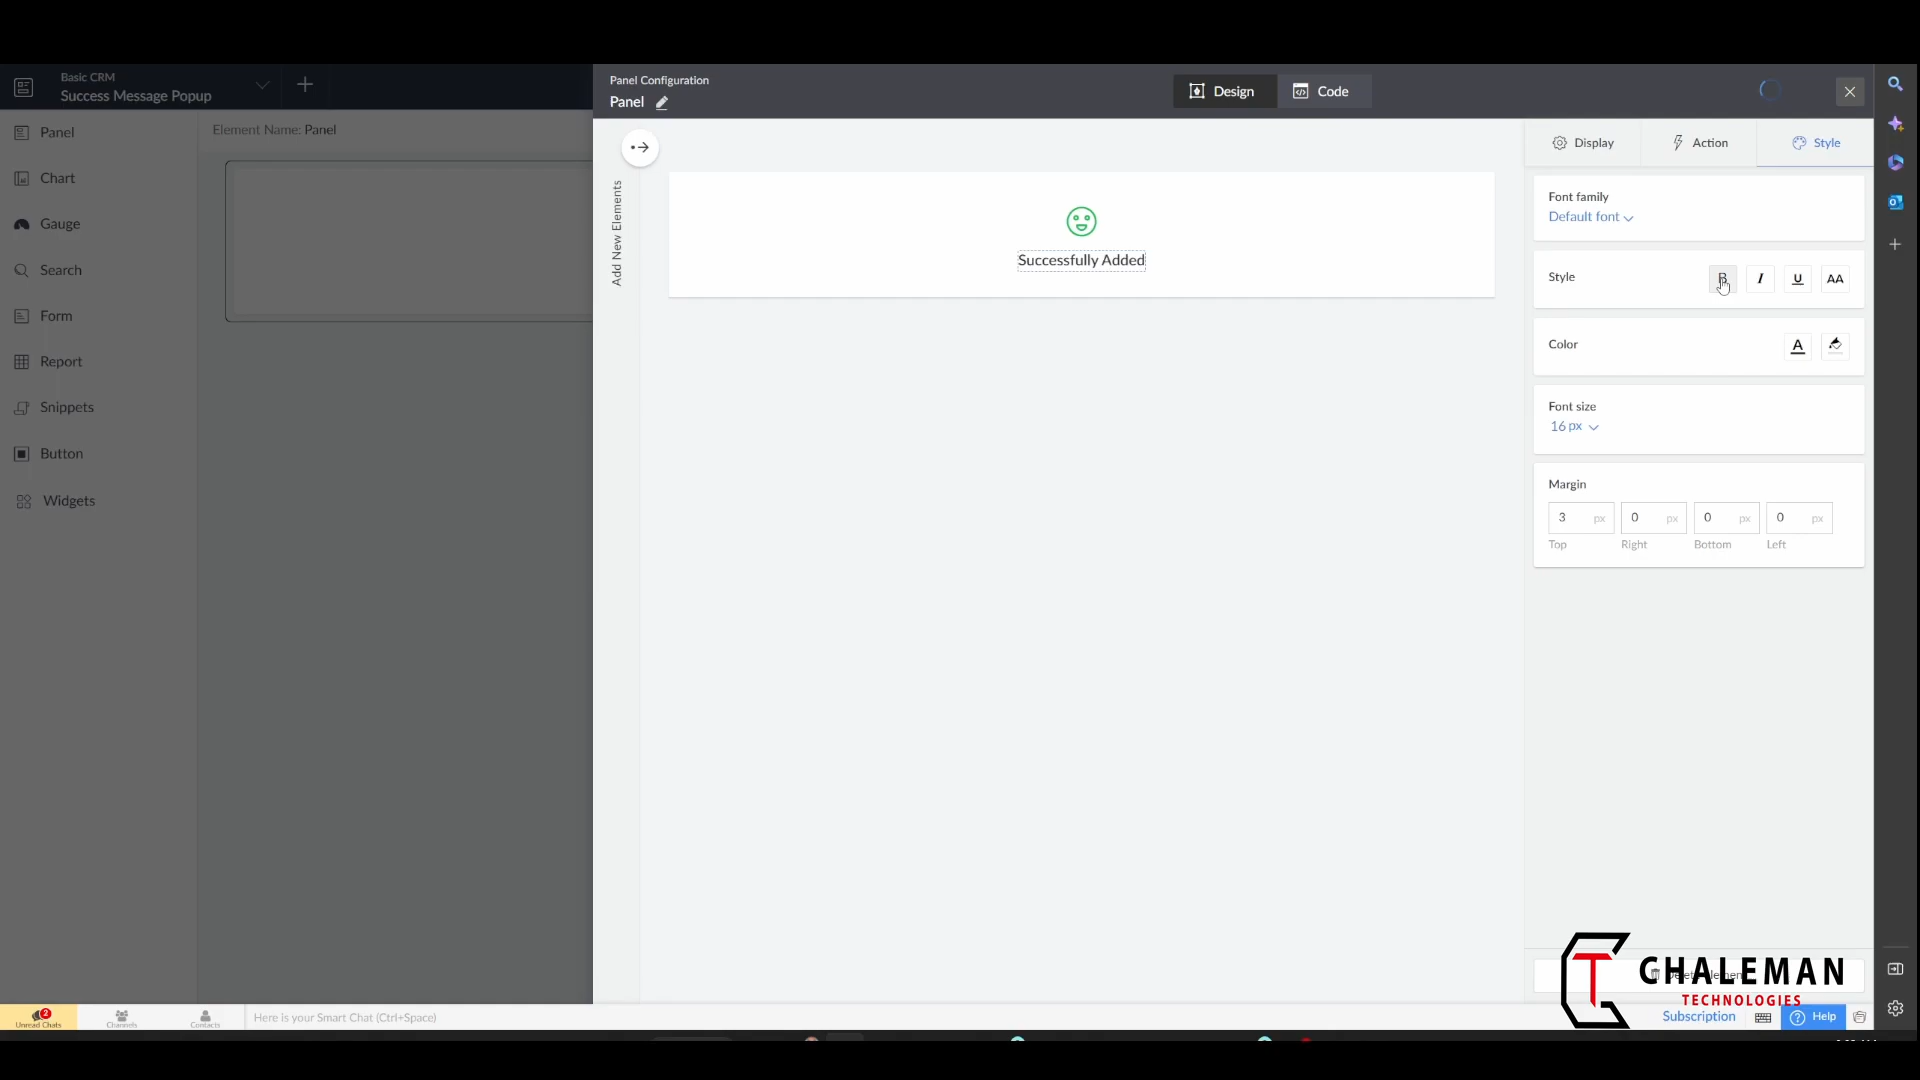 Basic CRM
Success Message Popup
Panel
Chart
Gauge
Search
Form
Report
Snippets
Button
Widgets
Element Name: Panel
Panel Configuration
Panel
Design
Code
Add New Elements
Successfully Added
Display
Action
Style
Font family
Default font
Style
B
I
U
AA
Color
A
Font size
16 px
Margin
3 px
0 px
0 px
0 px
Top
Right
Bottom
Left
CHALEMAN
TECHNOLOGIES
2
Unread Chats
Channels
Contacts
Here is your Smart Chat (Ctrl+Space)
Subscription
Help